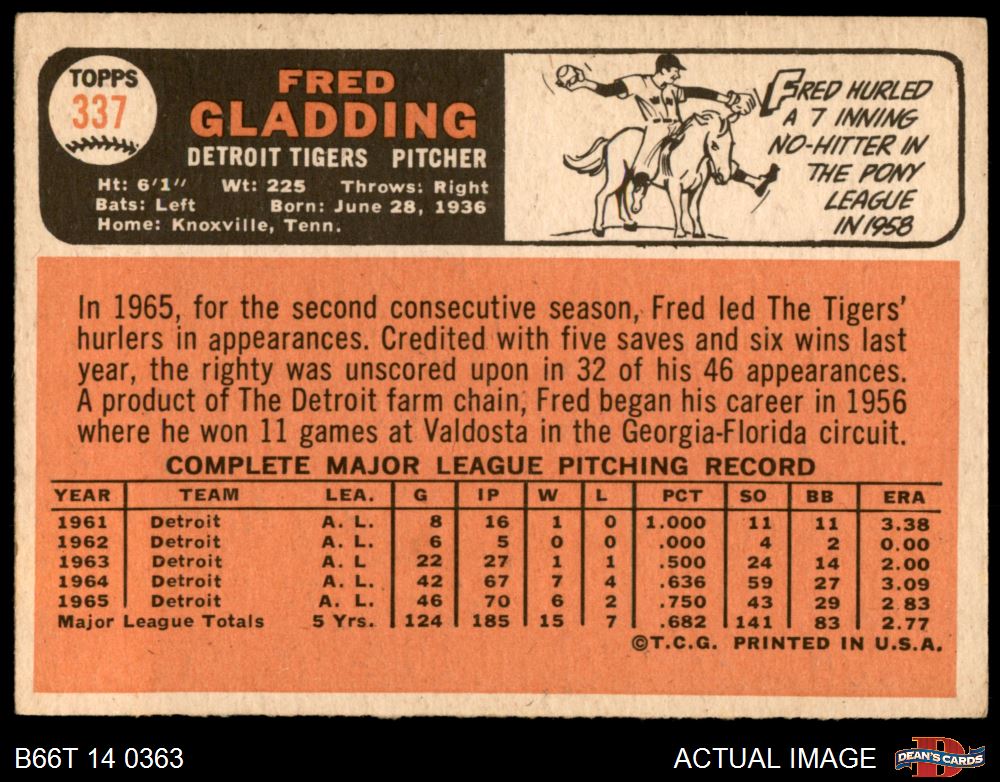 TOPPS
337
FRED
GLADDING
DETROIT TIGERS PITCHER
Ht: 6'1" Wt: 225 Throws: Right
Bats: Left Born: June 28, 1936
Home: Knoxville, Tenn.
FRED HURLED
A 7 INNING
NO-HITTER IN
THE PONY
LEAGUE
IN 1958
In 1965, for the second consecutive season, Fred led The Tigers'
hurlers in appearances. Credited with five saves and six wins last
year, the righty was unscored upon in 32 of his 46 appearances.
A product of The Detroit farm chain, Fred began his career in 1956
where he won 11 games at Valdosta in the Georgia-Florida circuit.
COMPLETE MAJOR LEAGUE PITCHING RECORD
YEAR TEAM LEA. G IP W L PCT SO BB ERA
1961 Detroit A. L. 8 16 1 0 1.000 11 11 3.38
1962 Detroit A. L. 6 5 0 0 .000 4 2 0.00
1963 Detroit A. L 22 27 1 1 .500 24 14 2.00
1964 Detroit A. L. 42 67 7 4 .636 59 27 3.09
1965 Detroit A. L. 46 70 6 2 .750 43 29 2.83
Major League Totals 5 Yrs. 124 185 15 7 .682 141 83 2.77
©T.C.G. PRINTED IN U.S.A.
B66T 14 0363
ACTUAL IMAGE
DEAN'S CARDS